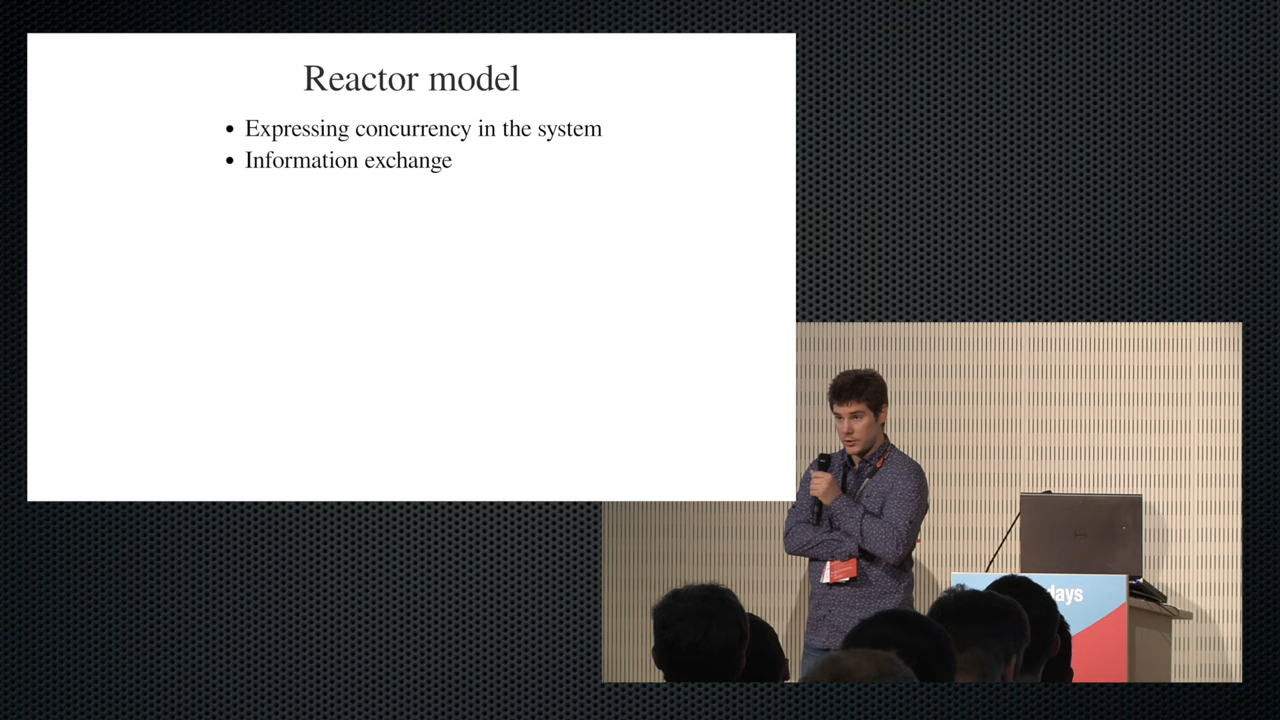 Reactor model
• Expressing concurrency in the system
• Information exchange
days